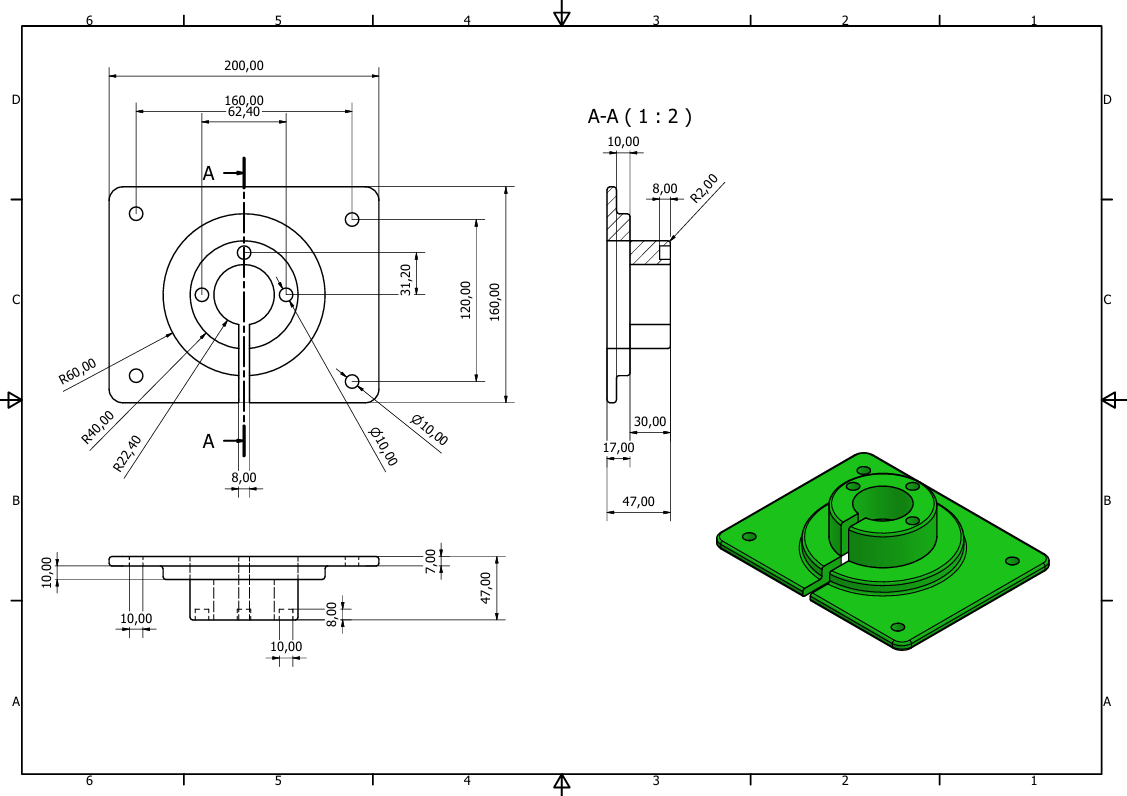 6 5 4 3 2 1
D D
200,00
160,00
62,40
A-A ( 1 : 2 )
10,00
A
8,00
R2,00
31,20
120,00
160,00
C C
R60,00
R40,00
R22,40
Ø10,00
Ø10,00
A
8,00
30,00
17,00
47,00
B B
10,00
7,00
47,00
8,00
10,00
10,00
A A
6 5 4 3 2 1